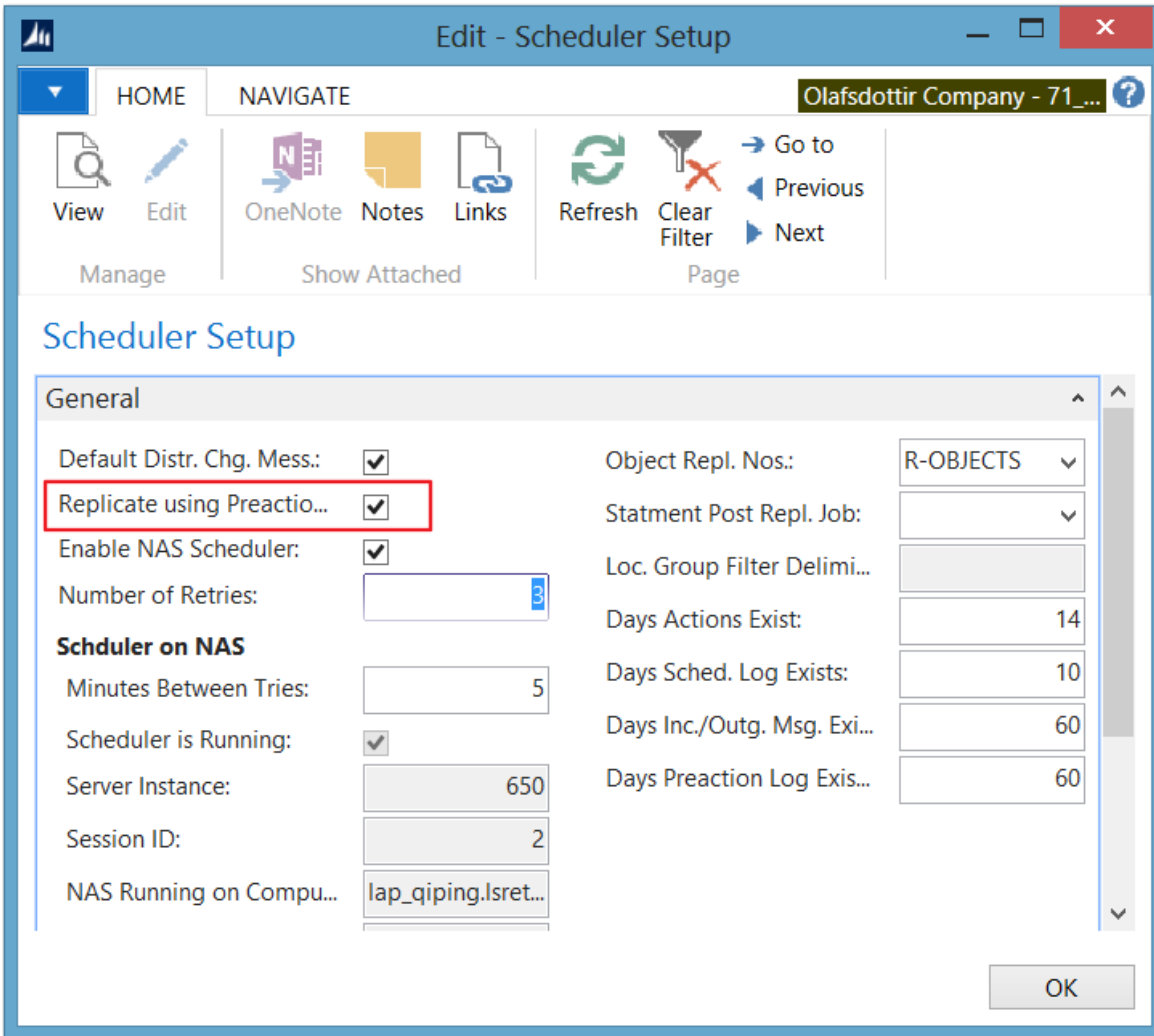 Edit - Scheduler Setup
HOME NAVIGATE
Olafsdottir Company - 71_...
View
Edit
OneNote
Notes
Links
Refresh
Clear
Filter
Go to
Previous
Next
Manage
Show Attached
Page
Scheduler Setup
General
Default Distr. Chg. Mess.:
Replicate using Preactio...
Enable NAS Scheduler:
Number of Retries: 3
Schduler on NAS
Minutes Between Tries: 5
Scheduler is Running:
Server Instance: 650
Session ID: 2
NAS Running on Compu... lap_qiping.lsret...
Object Repl. Nos.: R-OBJECTS
Statment Post Repl. Job:
Loc. Group Filter Delimi...
Days Actions Exist: 14
Days Sched. Log Exists: 10
Days Inc./Outg. Msg. Exi... 60
Days Preaction Log Exis... 60
OK